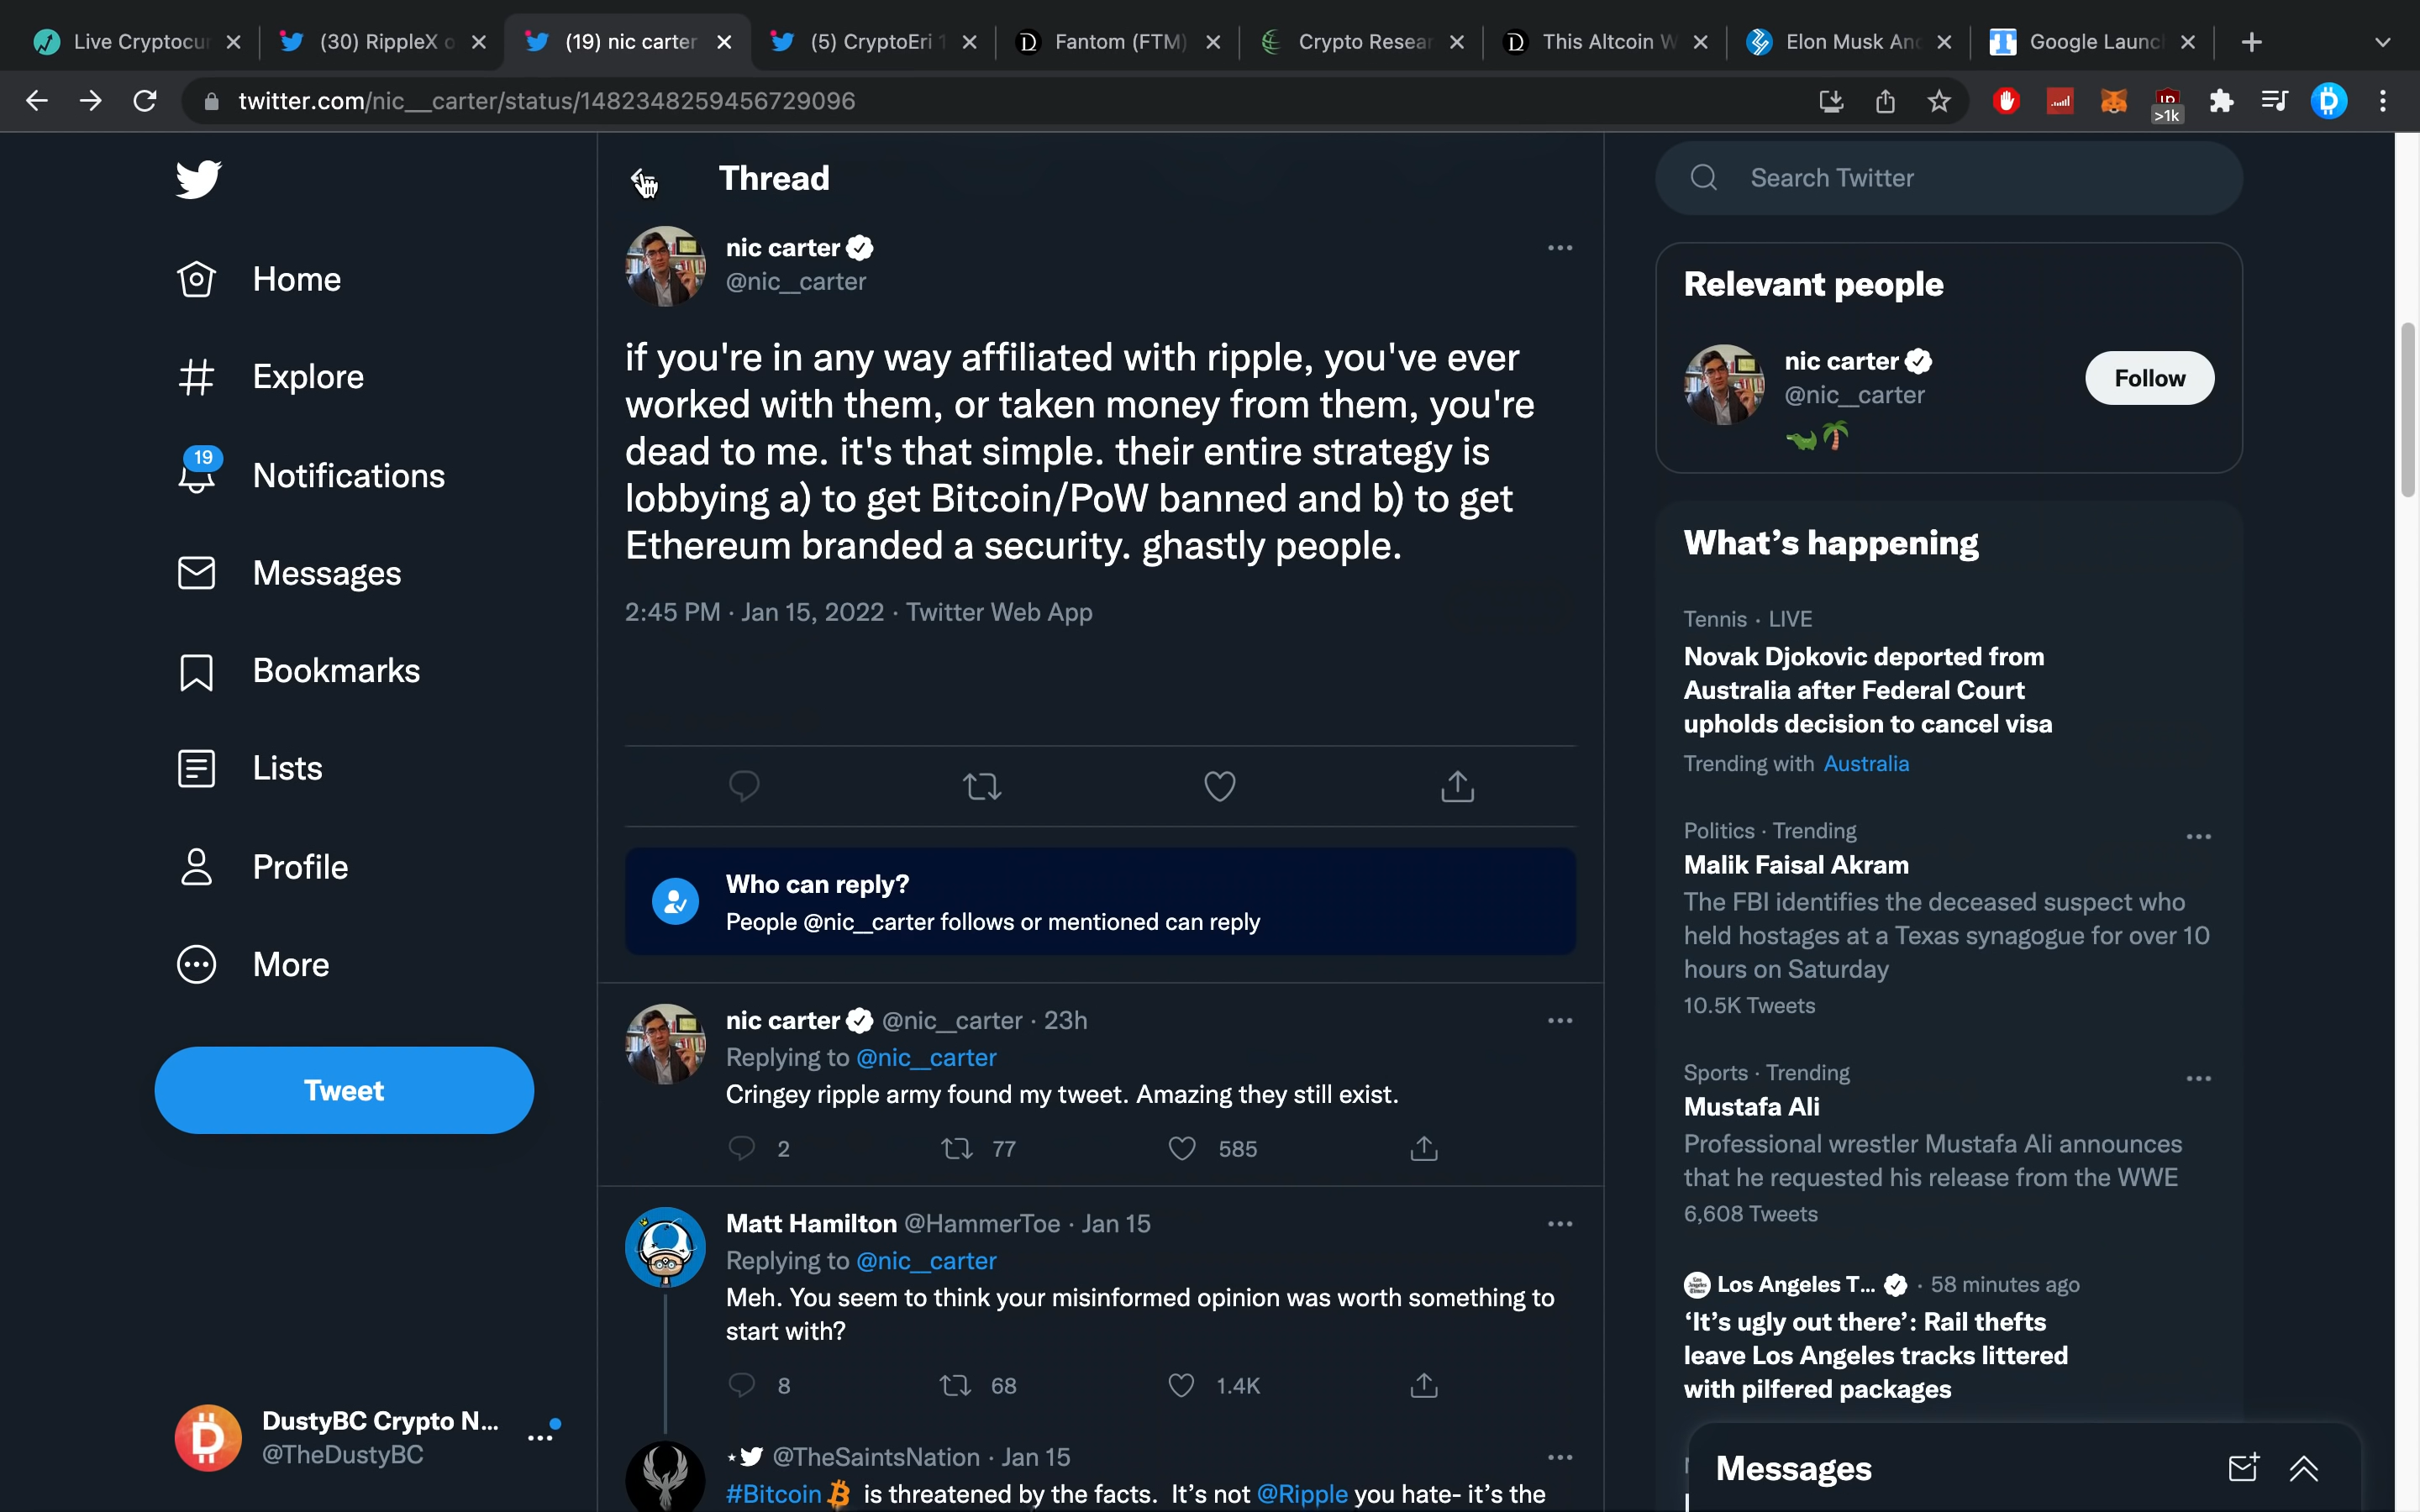 Live Cryptocur
(30) RippleX o
(19) nic carter
(5) CryptoEri
Fantom (FTM)
Crypto Resear
This Altcoin W
Elon Musk An
Google Launc
twitter.com/nic__carter/status/1482348259456729096
>1k
Thread
Search Twitter
nic carter
@nic__carter
if you're in any way affiliated with ripple, you've ever
worked with them, or taken money from them, you're
dead to me. it's that simple. their entire strategy is
lobbying a) to get Bitcoin/PoW banned and b) to get
Ethereum branded a security. ghastly people.
2:45 PM · Jan 15, 2022 · Twitter Web App
Home
Explore
19
Notifications
Messages
Bookmarks
Lists
Profile
More
Tweet
DustyBC Crypto N...
@TheDustyBC
Who can reply?
People @nic__carter follows or mentioned can reply
nic carter @nic__carter · 23h
Replying to @nic__carter
Cringey ripple army found my tweet. Amazing they still exist.
2 77 585
Matt Hamilton @HammerToe · Jan 15
Replying to @nic__carter
Meh. You seem to think your misinformed opinion was worth something to
start with?
8 68 1.4K
@TheSaintsNation · Jan 15
#Bitcoin is threatened by the facts. It's not @Ripple you hate- it's the
Relevant people
nic carter
@nic__carter
Follow
What's happening
Tennis · LIVE
Novak Djokovic deported from
Australia after Federal Court
upholds decision to cancel visa
Trending with Australia
Politics · Trending
Malik Faisal Akram
The FBI identifies the deceased suspect who
held hostages at a Texas synagogue for over 10
hours on Saturday
10.5K Tweets
Sports · Trending
Mustafa Ali
Professional wrestler Mustafa Ali announces
that he requested his release from the WWE
6,608 Tweets
Los Angeles T... · 58 minutes ago
'It's ugly out there': Rail thefts
leave Los Angeles tracks littered
with pilfered packages
Messages